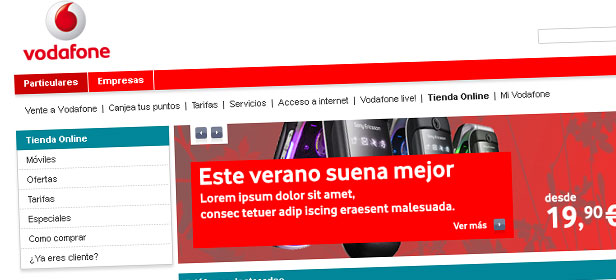 vodafone
Particulares Empresas
Vente a Vodafone | Canjea tus puntos | Tarifas | Servicios | Acceso a internet | Vodafone live! | Tienda Online | Mi Vodafone
Tienda Online
Móviles
Ofertas
Tarifas
Especiales
Como comprar
¿Ya eres cliente?
Sony Ericsson
Este verano suena mejor
Lorem ipsum dolor sit amet,
consec tetuer adip iscing eraesent malesuada.
Ver más
desde
19,90€